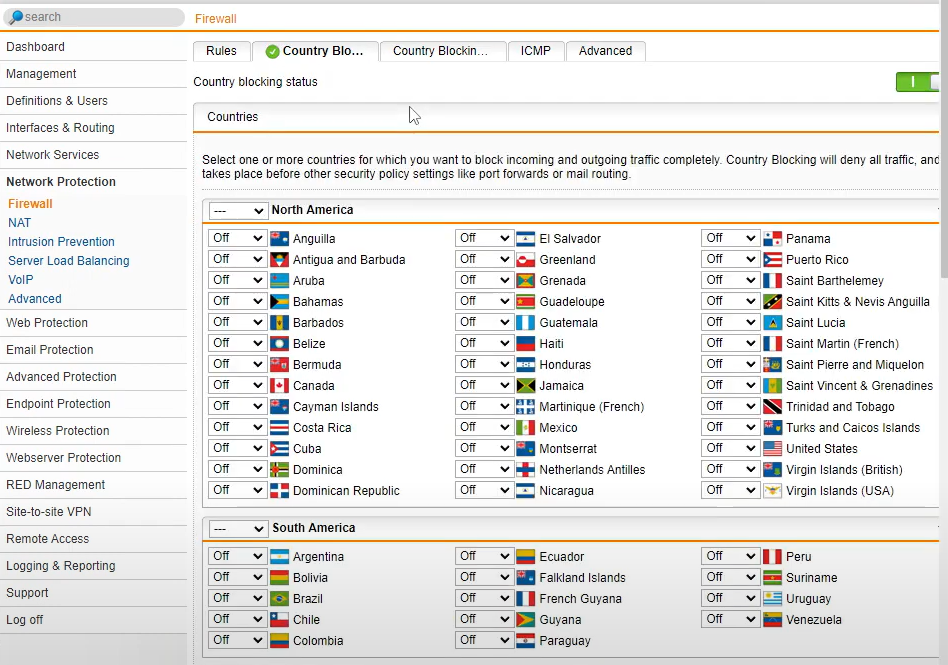 search
Firewall
Dashboard
Management
Definitions & Users
Interfaces & Routing
Network Services
Network Protection
Firewall
NAT
Intrusion Prevention
Server Load Balancing
VoIP
Advanced
Web Protection
Email Protection
Advanced Protection
Endpoint Protection
Wireless Protection
Webserver Protection
RED Management
Site-to-site VPN
Remote Access
Logging & Reporting
Support
Log off
Rules Country Blo... Country Blockin... ICMP Advanced
Country blocking status
Countries
Select one or more countries for which you want to block incoming and outgoing traffic completely. Country Blocking will deny all traffic, and
takes place before other security policy settings like port forwards or mail routing.
--- North America
Off Anguilla Off El Salvador Off Panama
Off Antigua and Barbuda Off Greenland Off Puerto Rico
Off Aruba Off Grenada Off Saint Barthelemey
Off Bahamas Off Guadeloupe Off Saint Kitts & Nevis Anguilla
Off Barbados Off Guatemala Off Saint Lucia
Off Belize Off Haiti Off Saint Martin (French)
Off Bermuda Off Honduras Off Saint Pierre and Miquelon
Off Canada Off Jamaica Off Saint Vincent & Grenadines
Off Cayman Islands Off Martinique (French) Off Trinidad and Tobago
Off Costa Rica Off Mexico Off Turks and Caicos Islands
Off Cuba Off Montserrat Off United States
Off Dominica Off Netherlands Antilles Off Virgin Islands (British)
Off Dominican Republic Off Nicaragua Off Virgin Islands (USA)
--- South America
Off Argentina Off Ecuador Off Peru
Off Bolivia Off Falkland Islands Off Suriname
Off Brazil Off French Guyana Off Uruguay
Off Chile Off Guyana Off Venezuela
Off Colombia Off Paraguay